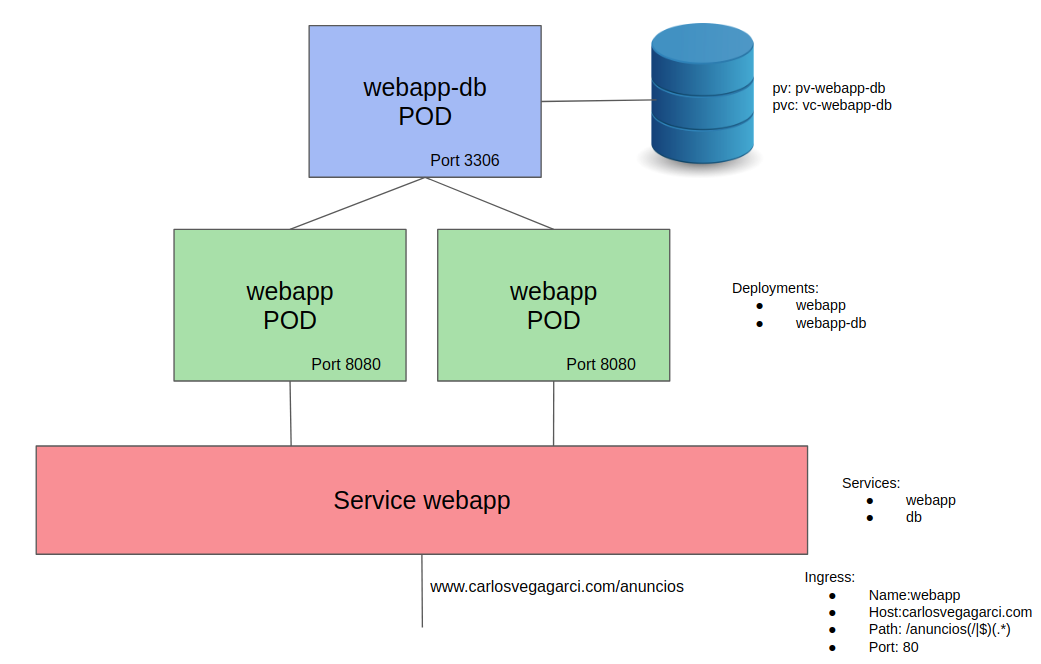 webapp-db
POD
Port 3306
pv: pv-webapp-db
pvc: vc-webapp-db
webapp
POD
Port 8080
webapp
POD
Port 8080
Deployments:
● webapp
● webapp-db
Service webapp
Services:
● webapp
● db
www.carlosvegagarci.com/anuncios
Ingress:
● Name:webapp
● Host:carlosvegagarci.com
● Path: /anuncios(/|$)(.*)
● Port: 80